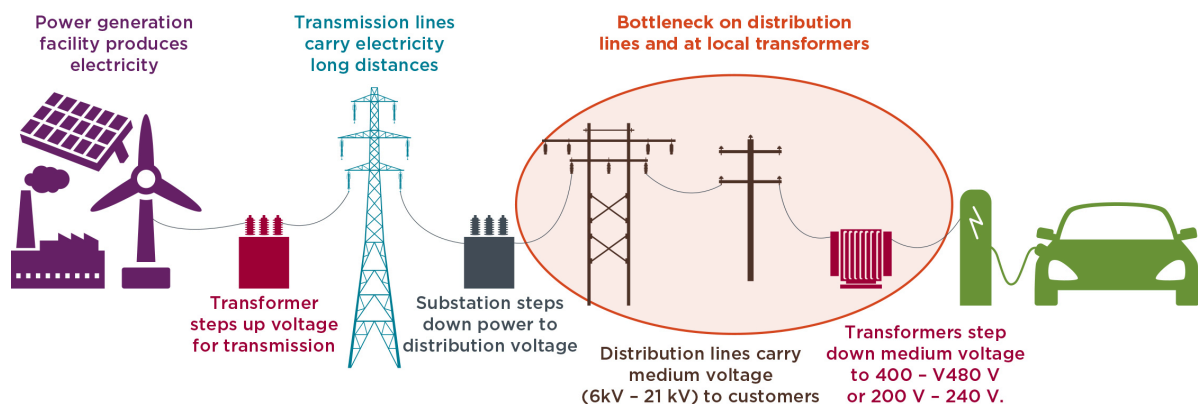 Power generation
facility produces
electricity
Transmission lines
carry electricity
long distances
Bottleneck on distribution
lines and at local transformers
Transformer
steps up voltage
for transmission
Substation steps
down power to
distribution voltage
Distribution lines carry
medium voltage
(6kV – 21 kV) to customers
Transformers step
down medium voltage
to 400 – V480 V
or 200 V – 240 V.